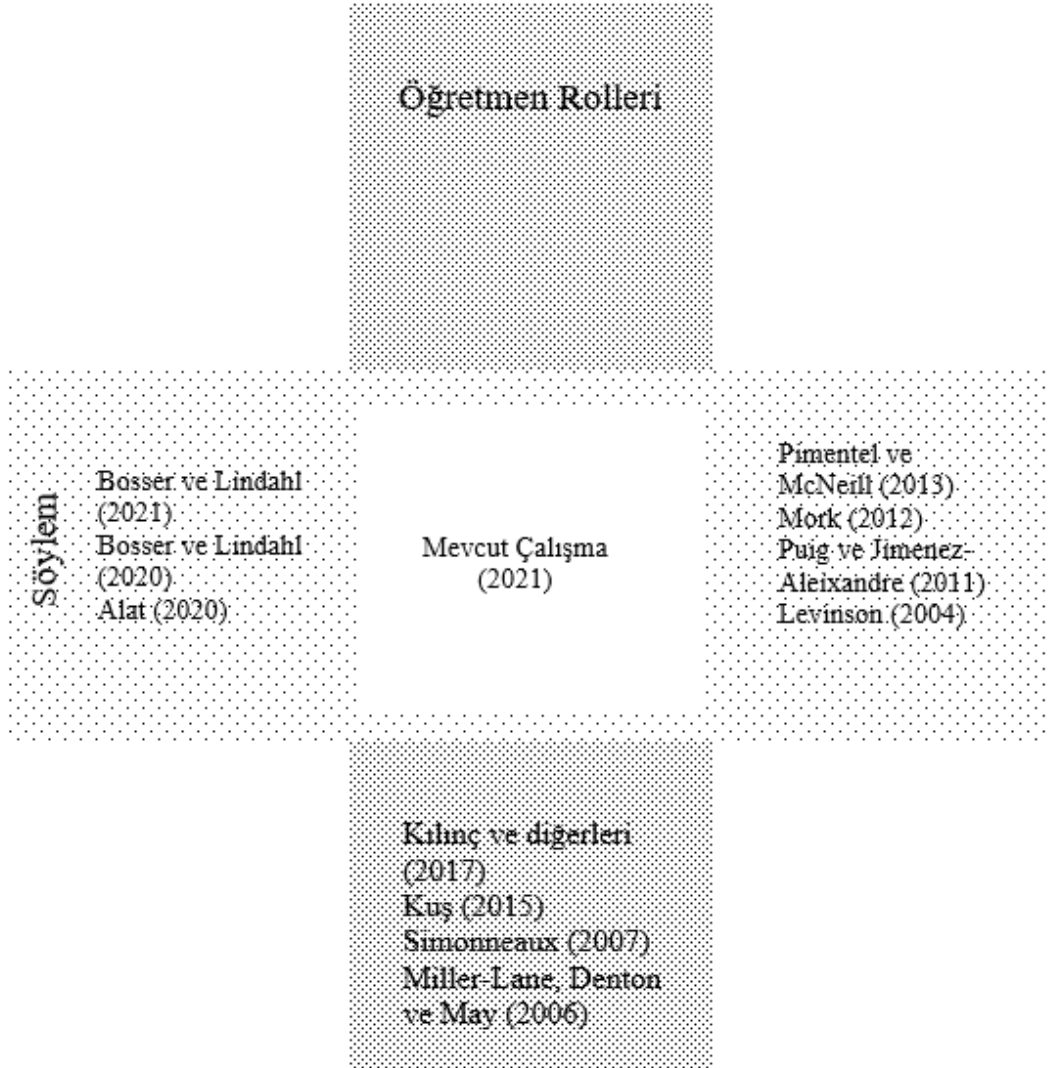 Öğretmen Rolleri
Söylem
Bosser ve Lindahl
(2021)
Bosser ve Lindahl
(2020)
Alat (2020)
Mevcut Çalışma
(2021)
Pimentel ve
McNeill (2013)
Mork (2012)
Puig ve Jimenez-
Aleixandre (2011)
Levinson (2004)
Kılınç ve diğerleri
(2017)
Kuş (2015)
Simonneaux (2007)
Miller-Lane, Denton
ve May (2006)